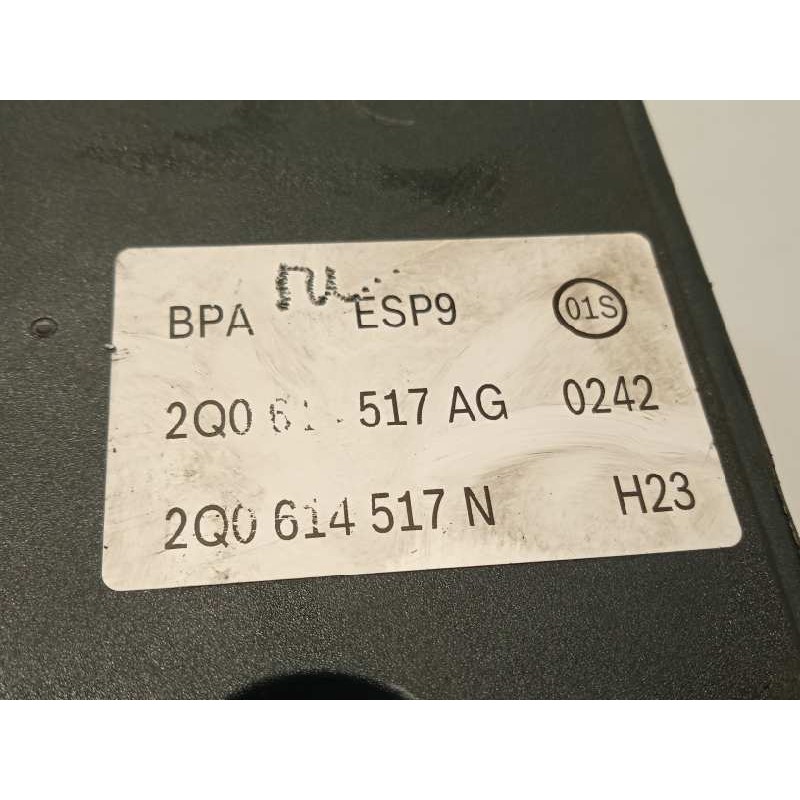 BPA ESP9 01S
2Q0 517 AG 0242
2Q0 614 517 N H23